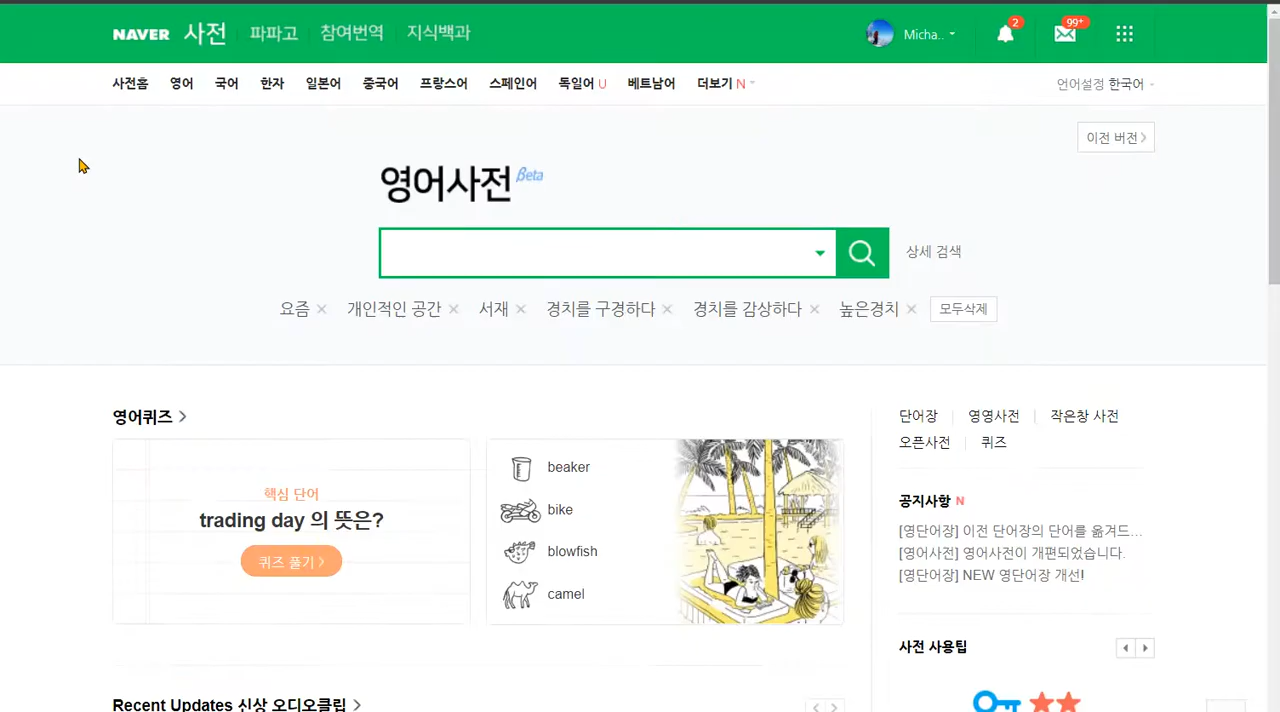 NAVER 사전 파파고 참여번역 지식백과 Micha.. 2 99+
사전홈 영어 국어 한자 일본어 중국어 프랑스어 스페인어 독일어 U 베트남어 더보기 N 언어설정 한국어
이전 버전
영어사전 Beta
상세 검색
요즘 개인적인 공간 서재 경치를 구경하다 경치를 감상하다 높은경치 모두삭제
영어퀴즈
핵심 단어
trading day 의 뜻은?
퀴즈 풀기
beaker
bike
blowfish
camel
단어장 영영사전 작은창 사전
오픈사전 퀴즈
공지사항 N
[영단어장] 이전 단어장의 단어를 옮겨드...
[영어사전] 영어사전이 개편되었습니다.
[영단어장] NEW 영단어장 개선!
사전 사용팁
Recent Updates 신상 오디오클립